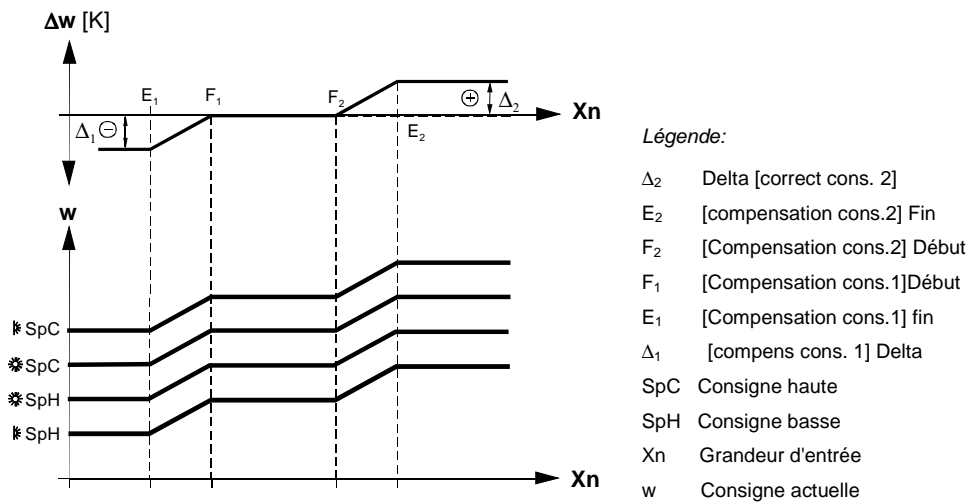 Δw [K]
E1 F1 F2
Δ1 ⊖ ⊕ Δ2
Xn
E2
w
SpC
SpC
SpH
SpH
Xn
Légende:
Δ2 Delta [correct cons. 2]
E2 [compensation cons.2] Fin
F2 [Compensation cons.2] Début
F1 [Compensation cons.1]Début
E1 [Compensation cons.1] fin
Δ1 [compens cons. 1] Delta
SpC Consigne haute
SpH Consigne basse
Xn Grandeur d'entrée
w Consigne actuelle